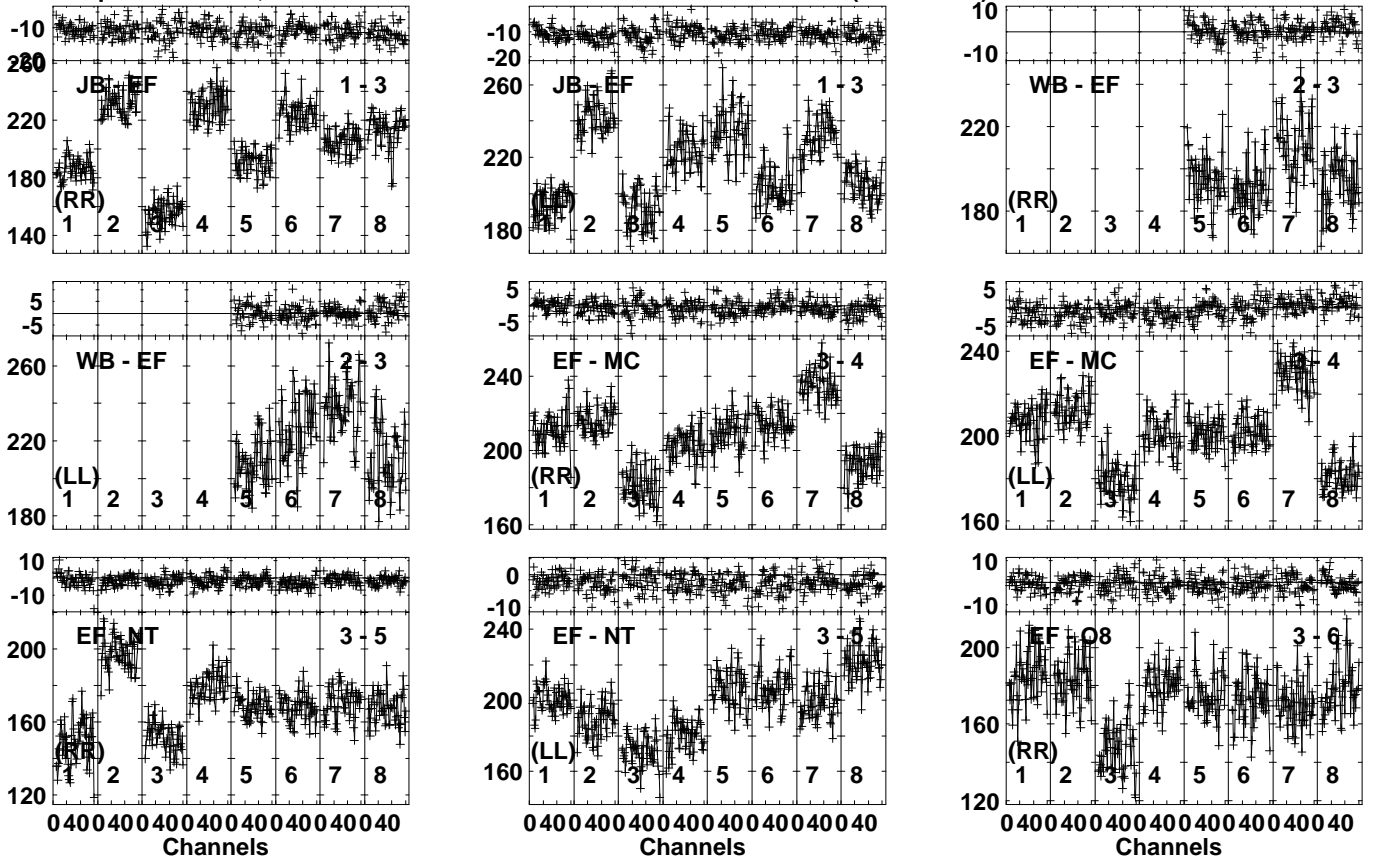 -10 -10 10
-20 -20 -10
260 JB - EF 1 - 3 260 JB - EF 1 - 3 WB - EF 2 - 3
220 220 220
180 (RR) 180 (LL) 180 (RR)
140
1 2 3 4 5 6 7 8 1 2 3 4 5 6 7 8 1 2 3 4 5 6 7 8
5 5 5
-5 -5 -5
260 WB - EF 2 - 3 240 EF - MC 3 - 4 240 EF - MC 3 - 4
220 200 200
180 (LL) 160 (RR) 160 (LL)
1 2 3 4 5 6 7 8 1 2 3 4 5 6 7 8 1 2 3 4 5 6 7 8
10 0 10
-10 -10 -10
200 EF - NT 3 - 5 240 EF - NT 3 - 5 200 EF - O8 3 - 6
160 (RR) 200 (LL) 160 (RR)
120 160 120
1 2 3 4 5 6 7 8 1 2 3 4 5 6 7 8 1 2 3 4 5 6 7 8
0 40 0 40 0 40 0 40 0 40 0 40 0 40 0 40 0 40 0 40 0 40 0 40 0 40 0 40 0 40 0 40 0 40 0 40 0 40 0 40 0 40 0 40 0 40 0 40
Channels Channels Channels